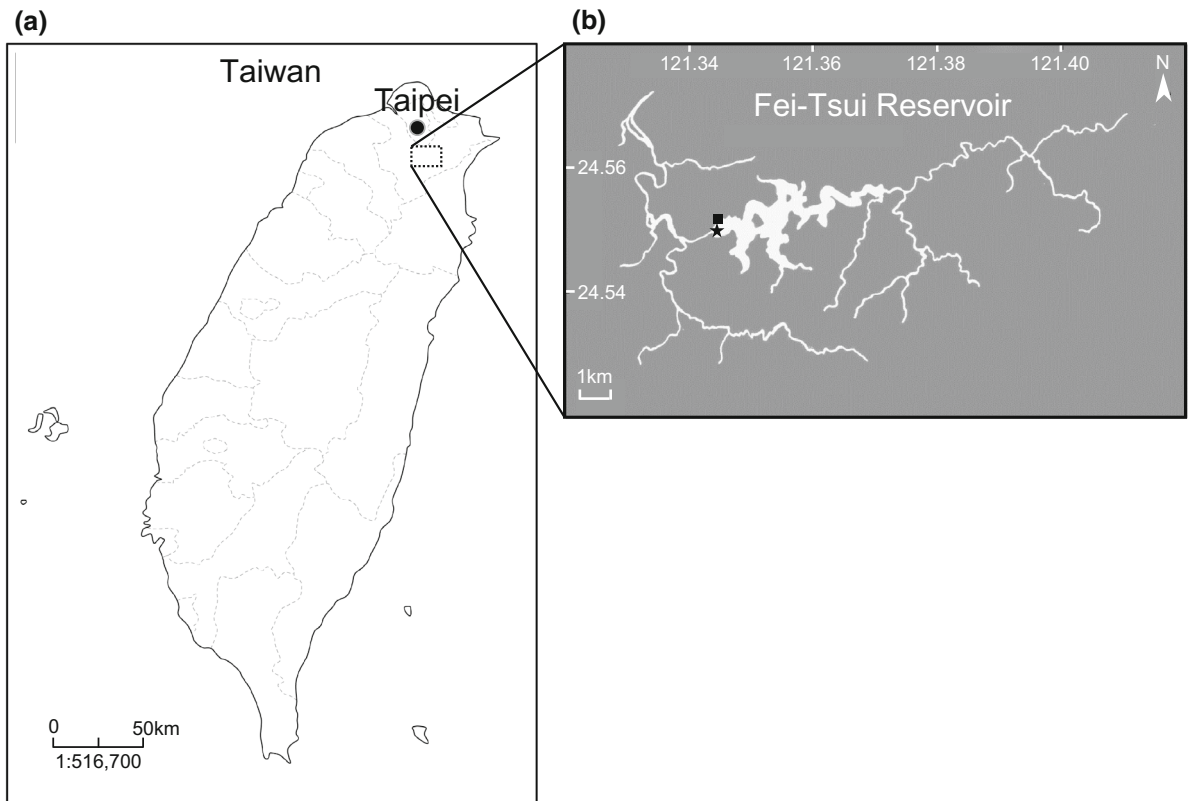 (a)
Taiwan
Taipei
0 50km
1:516,700
(b)
121.34 121.36 121.38 121.40
N
Fei-Tsui Reservoir
24.56
24.54
1km